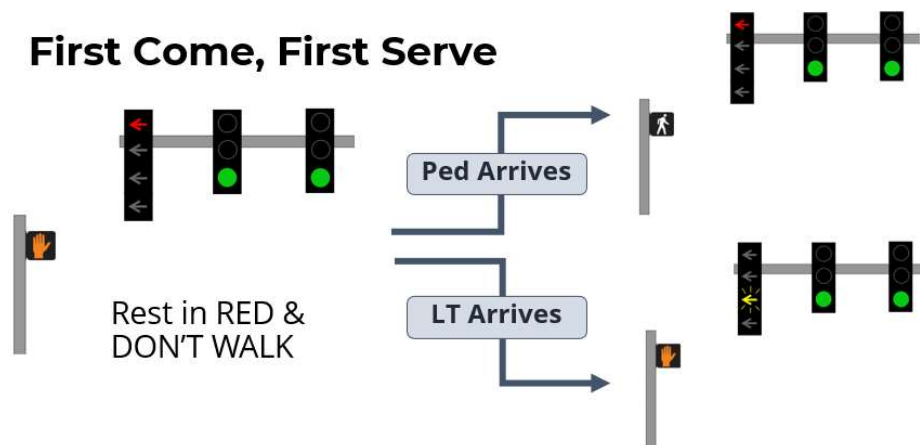 First Come, First Serve
Ped Arrives
Rest in RED &
DON'T WALK
LT Arrives